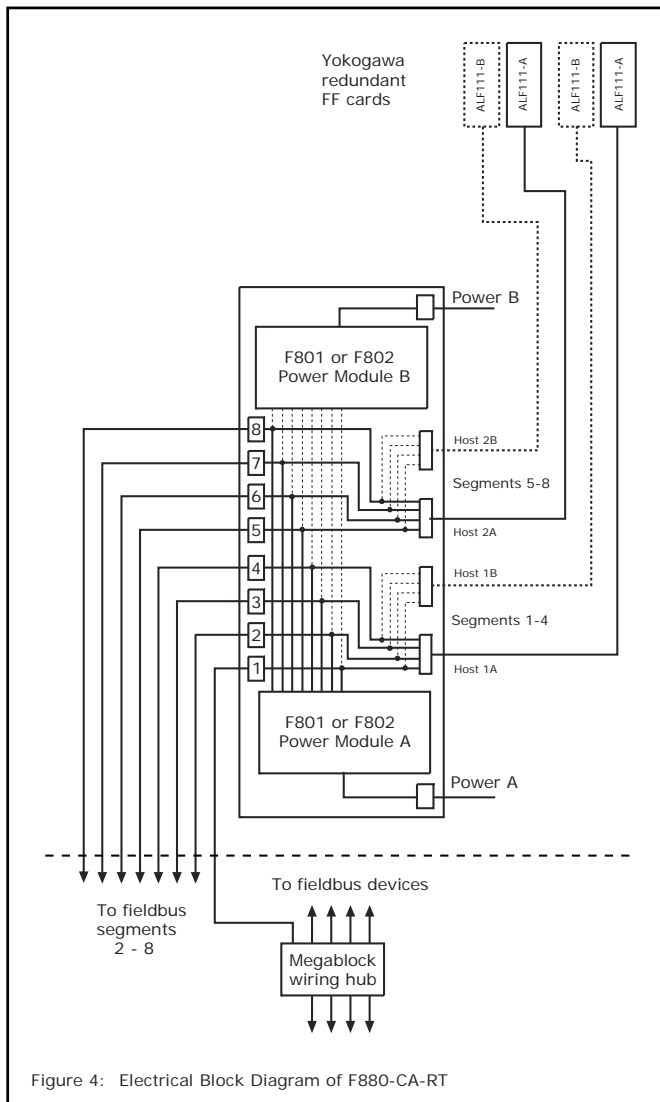 Yokogawa
redundant
FF cards
ALF111-B
ALF111-A
ALF111-B
ALF111-A
Power B
F801 or F802
Power Module B
8
7
6
5
4
3
2
1
Host 2B
Segments 5-8
Host 2A
Host 1B
Segments 1-4
Host 1A
F801 or F802
Power Module A
Power A
To fieldbus
segments
2 - 8
To fieldbus devices
Megablock
wiring hub
Figure 4: Electrical Block Diagram of F880-CA-RT